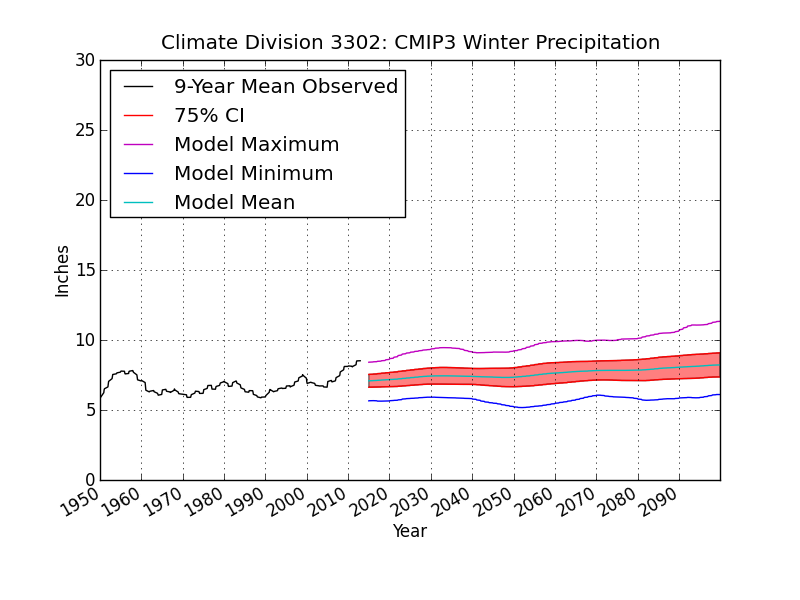 Climate Division 3302: CMIP3 Winter Precipitation
30
25
20
15
10
5
0
Inches
9-Year Mean Observed
75% CI
Model Maximum
Model Minimum
Model Mean
1950 1960 1970 1980 1990 2000 2010 2020 2030 2040 2050 2060 2070 2080 2090
Year